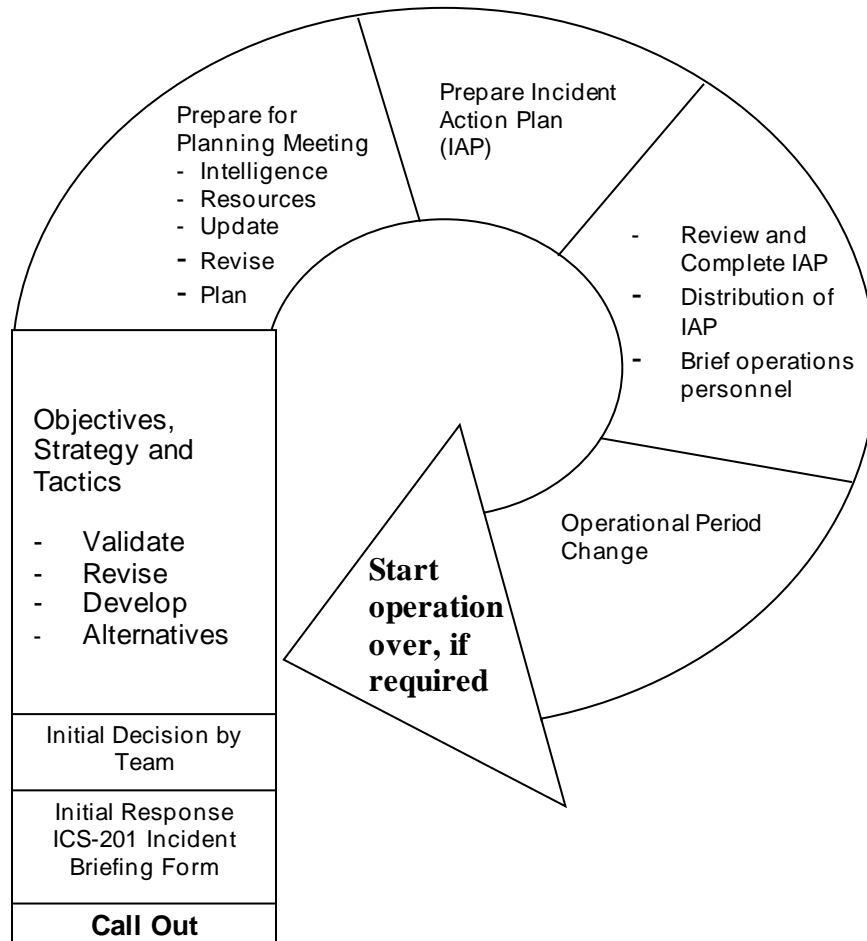 Prepare for
Planning Meeting
- Intelligence
- Resources
- Update
- Revise
- Plan
Prepare Incident
Action Plan
(IAP)
- Review and
Complete IAP
- Distribution of
IAP
- Brief operations
personnel
Operational Period
Change
Start
operation
over, if
required
Objectives,
Strategy and
Tactics
- Validate
- Revise
- Develop
- Alternatives
Initial Decision by
Team
Initial Response
ICS-201 Incident
Briefing Form
Call Out